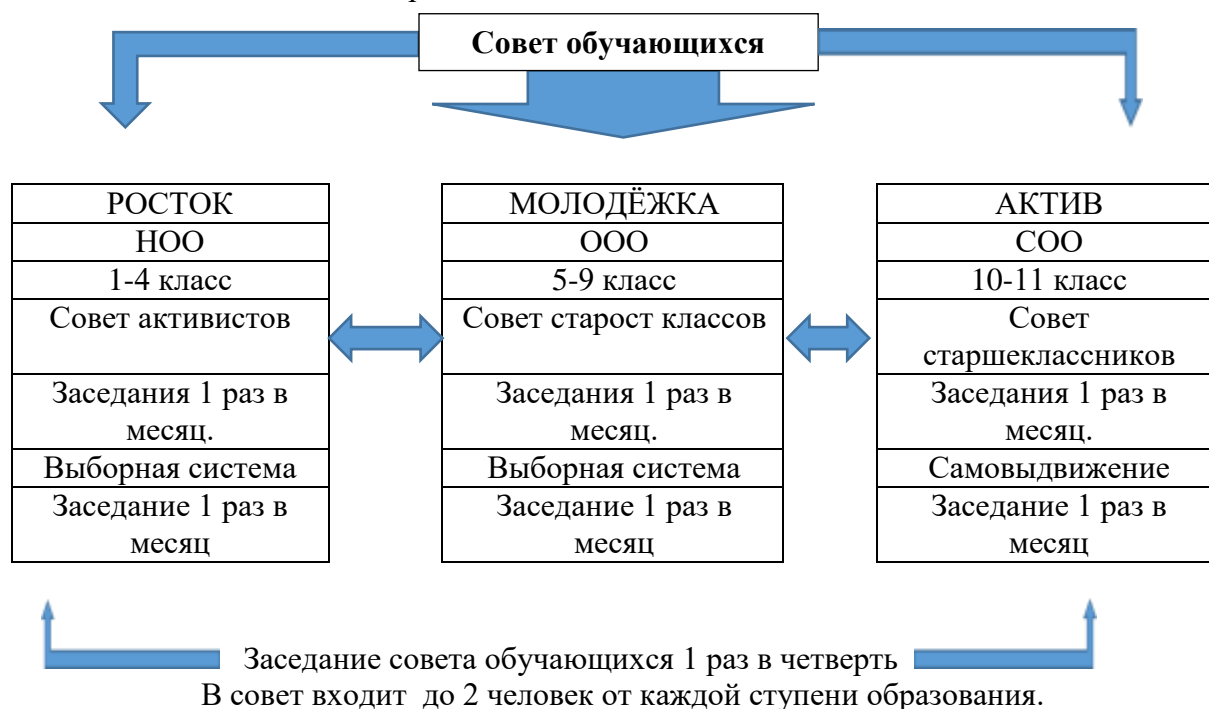 Совет обучающихся
РОСТОК
НОО
1-4 класс
Совет активистов
Заседания 1 раз в
месяц.
Выборная система
Заседание 1 раз в
месяц
МОЛОДЁЖКА
ООО
5-9 класс
Совет старост классов
Заседания 1 раз в
месяц.
Выборная система
Заседание 1 раз в
месяц
АКТИВ
СОО
10-11 класс
Совет
старшеклассников
Заседания 1 раз в
месяц.
Самовыдвижение
Заседание 1 раз в
месяц
Заседание совета обучающихся 1 раз в четверть
В совет входит до 2 человек от каждой ступени образования.